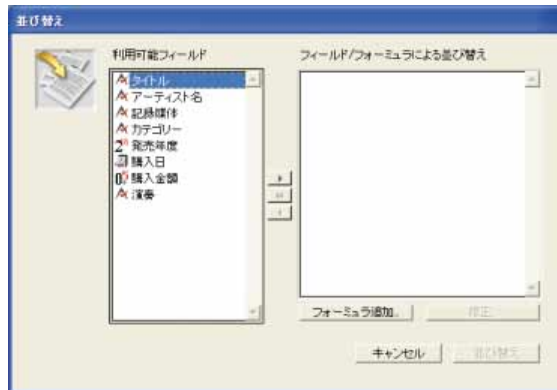 並び替え
利用可能フィールド
フィールド/フォーミュラによる並び替え
タイトル
アーティスト名
記録媒体
カテゴリー
発売年度
購入日
購入金額
演奏
フォーミュラ追加...
修正...
キャンセル
並び替え